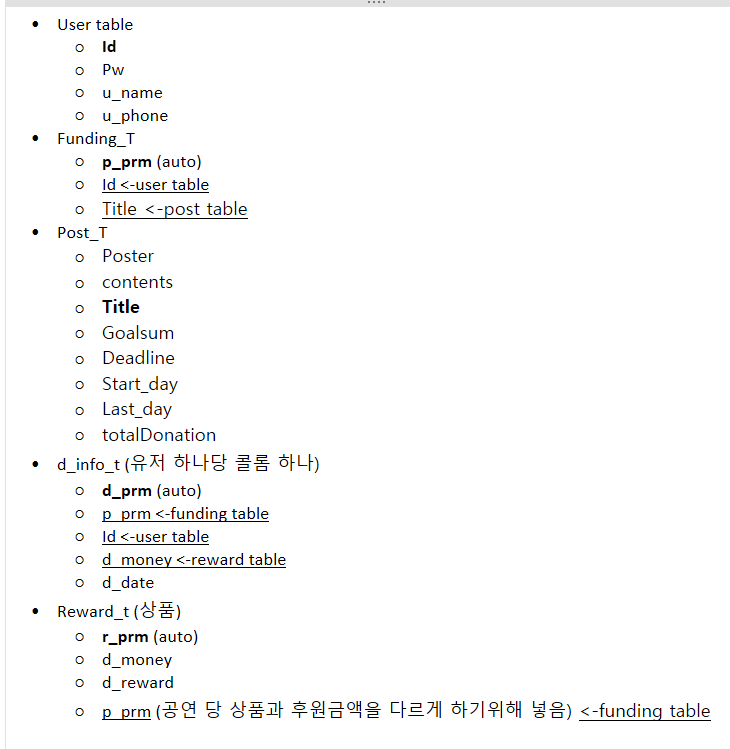 • User table
○ Id
○ Pw
○ u_name
○ u_phone
• Funding_T
○ p_prm (auto)
○ Id <-user table
○ Title <-post table
• Post_T
○ Poster
○ contents
○ Title
○ Goalsum
○ Deadline
○ Start_day
○ Last_day
○ totalDonation
• d_info_t (유저 하나당 콜롬 하나)
○ d_prm (auto)
○ p_prm <-funding table
○ Id <-user table
○ d_money <-reward table
○ d_date
• Reward_t (상품)
○ r_prm (auto)
○ d_money
○ d_reward
○ p_prm (공연 당 상품과 후원금액을 다르게 하기위해 넣음) <-funding table